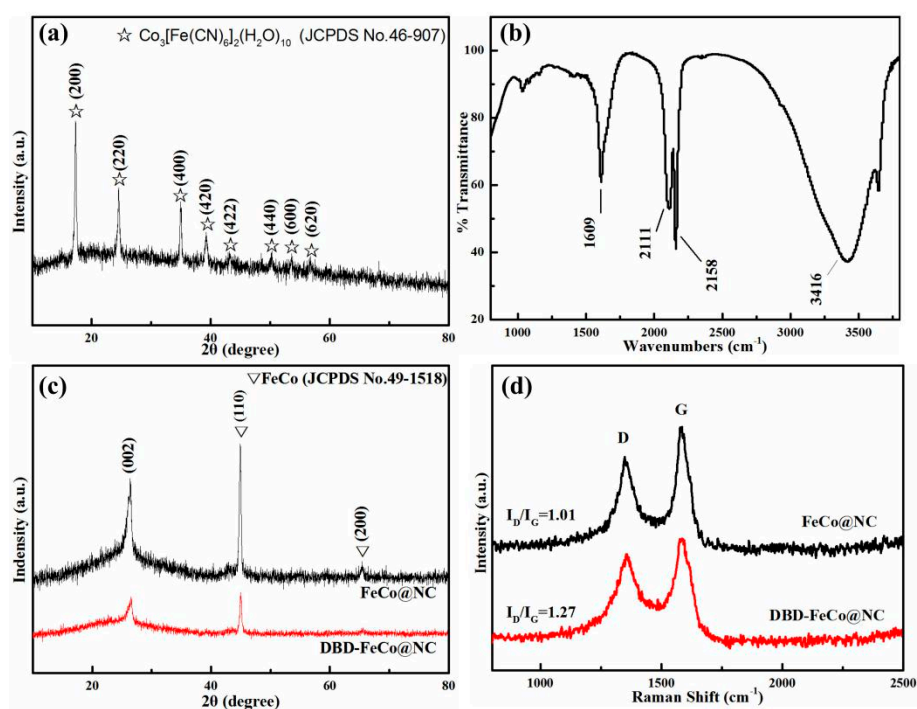 (a)
☆ Co3[Fe(CN)6]2(H2O)10 (JCPDS No.46-907)
(200)
(220)
(400)
(420)
(422)
(440)
(600)
(620)
Intensity (a.u.)
20 40 60 80
2θ (degree)
(b)
% Transmittance
100
80
60
40
20
1609
2111
2158
3416
1000 1500 2000 2500 3000 3500
Wavenumbers (cm-1)
(c)
▽FeCo (JCPDS No.49-1518)
(002)
(110)
(200)
FeCo@NC
DBD-FeCo@NC
Indensity (a.u.)
20 40 60 80
2θ (degree)
(d)
D
G
ID/IG=1.01
FeCo@NC
ID/IG=1.27
DBD-FeCo@NC
Intensity (a.u.)
1000 1500 2000 2500
Raman Shift (cm-1)